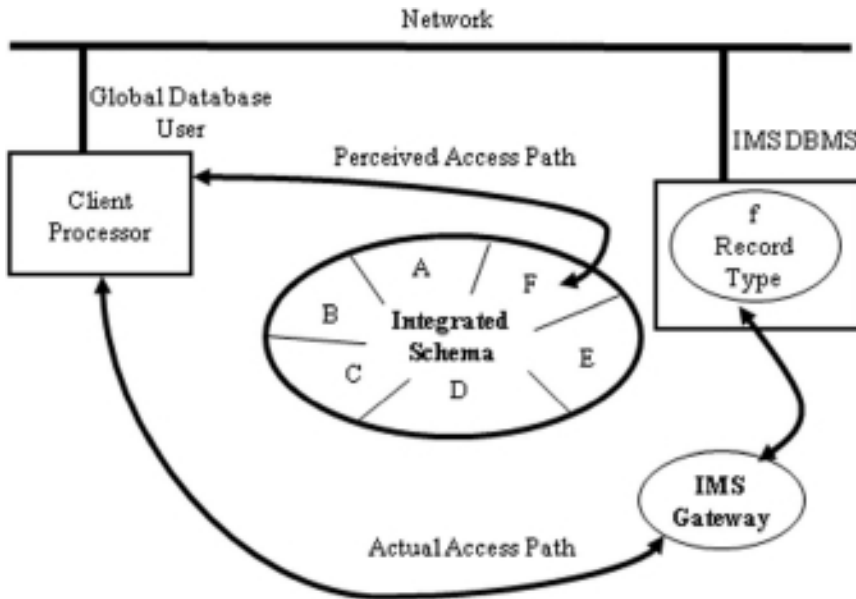 Network
Global Database
User
IMS DBMS
Perceived Access Path
Client
Processor
f
Record
Type
A
F
B
Integrated
Schema
E
C
D
IMS
Gateway
Actual Access Path